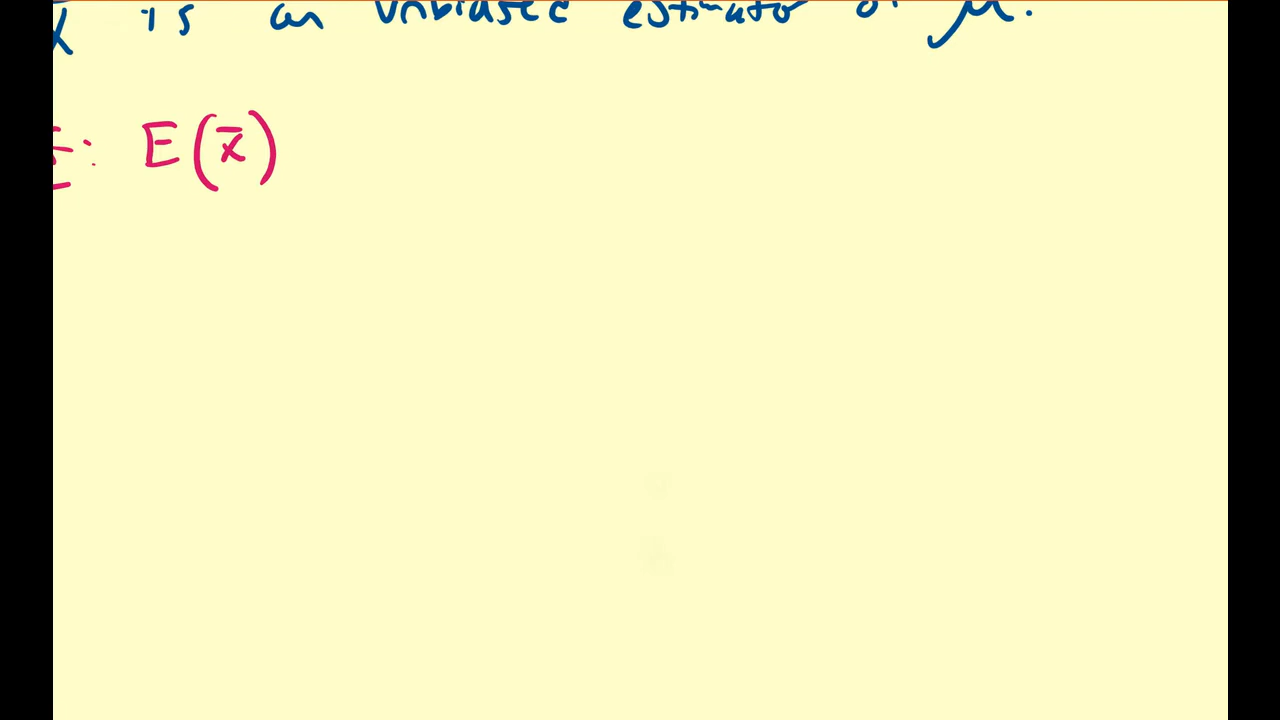 x̄ is an unbiased estimator of μ.
: E(x̄)